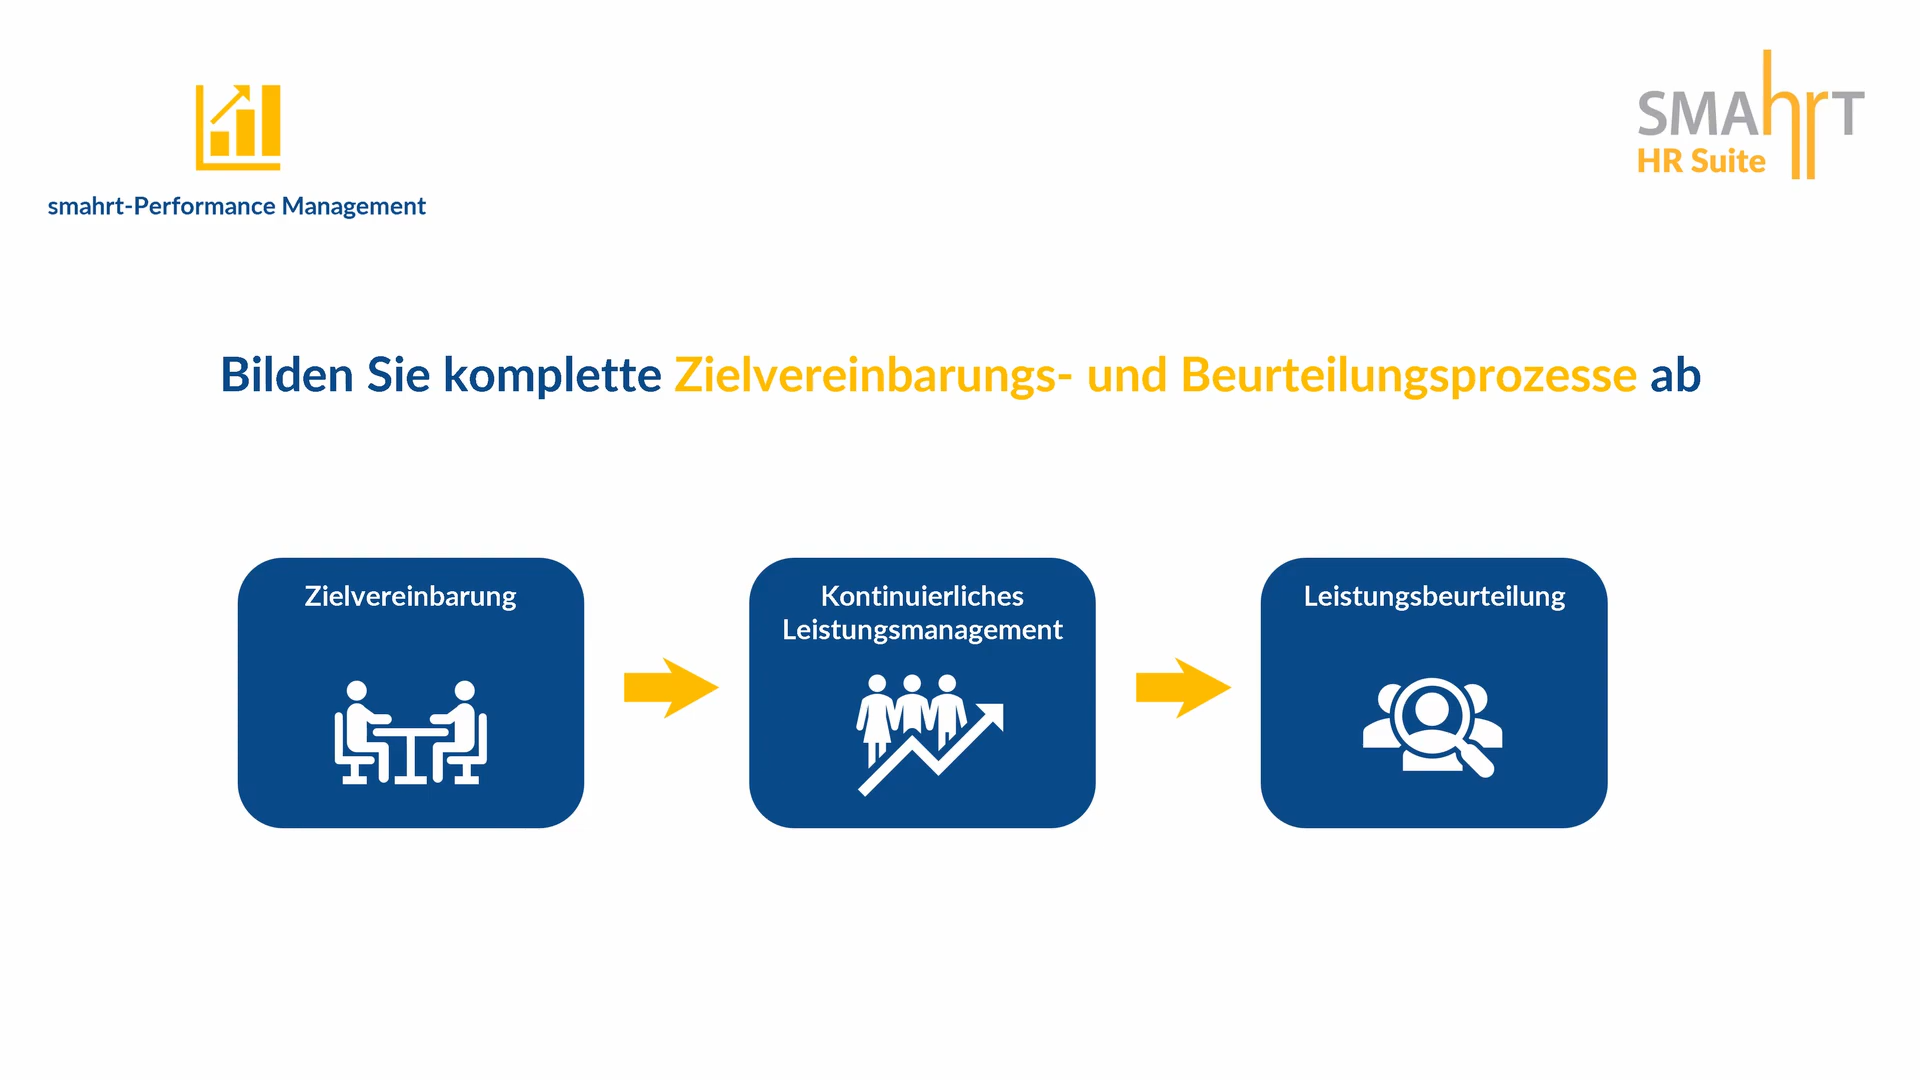 SMAhrT
HR Suite
smahrt-Performance Management
Bilden Sie komplette Zielvereinbarungs- und Beurteilungsprozesse ab
Zielvereinbarung
Kontinuierliches
Leistungsmanagement
Leistungsbeurteilung